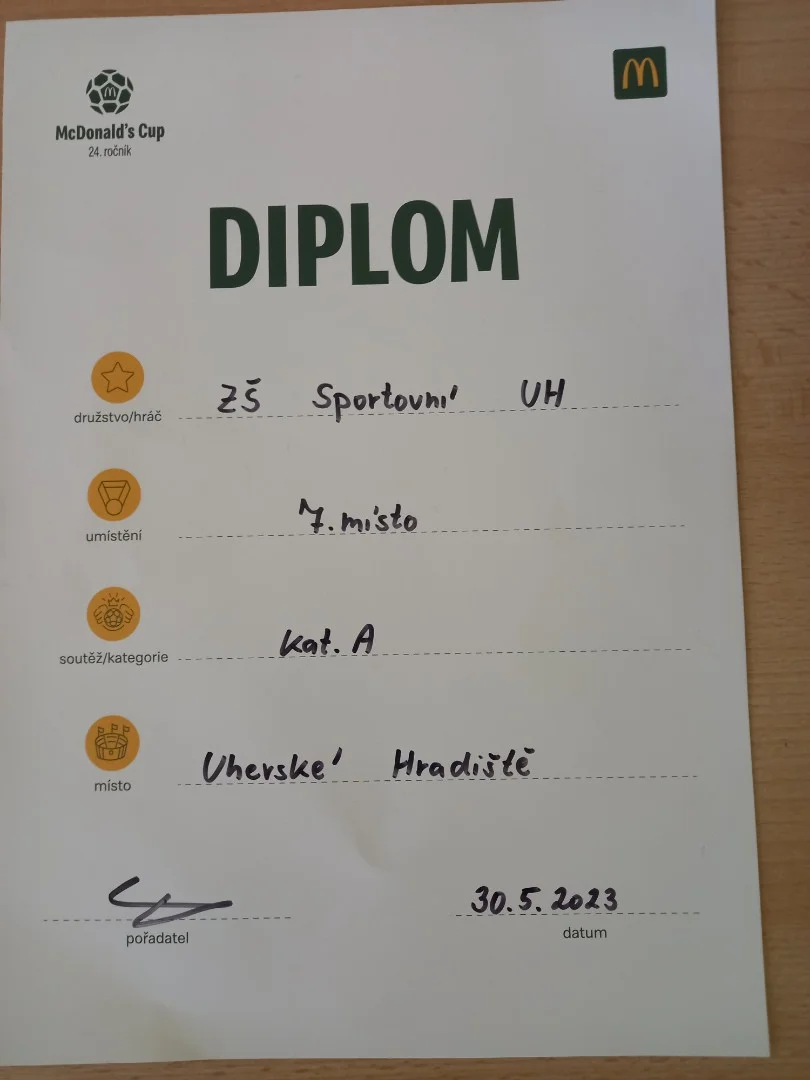 McDonald's Cup
24. ročník
DIPLOM
družstvo/hráč ZŠ Sportovní UH
umístění 7. místo
soutěž/kategorie kat. A
místo Uherské Hradiště
30.5.2023
pořadatel datum